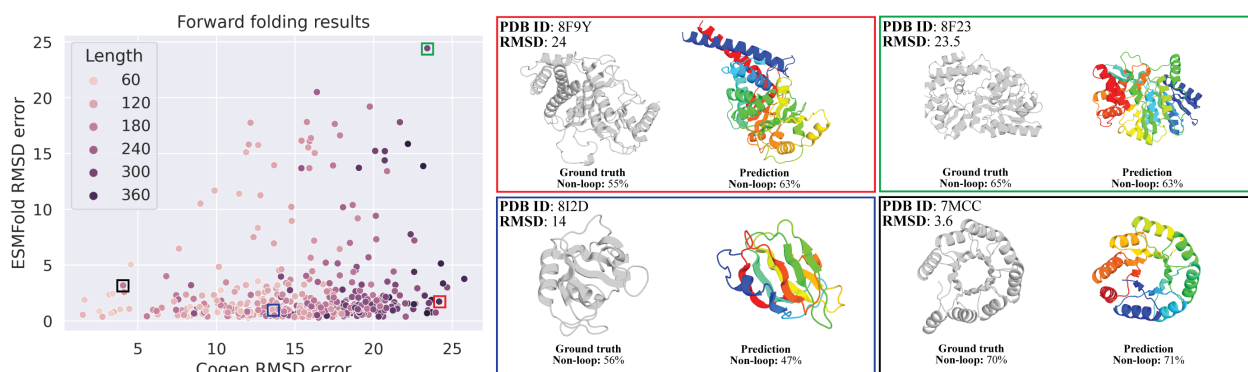 Forward folding results
ESMFold RMSD error
25
20
15
10
5
0
Length
60
120
180
240
300
360
5
10
15
20
25
Cogen RMSD error
PDB ID: 8F9Y
RMSD: 24
Ground truth
Non-loop: 55%
Prediction
Non-loop: 63%
PDB ID: 8F23
RMSD: 23.5
Ground truth
Non-loop: 65%
Prediction
Non-loop: 63%
PDB ID: 8I2D
RMSD: 14
Ground truth
Non-loop: 56%
Prediction
Non-loop: 47%
PDB ID: 7MCC
RMSD: 3.6
Ground truth
Non-loop: 70%
Prediction
Non-loop: 71%